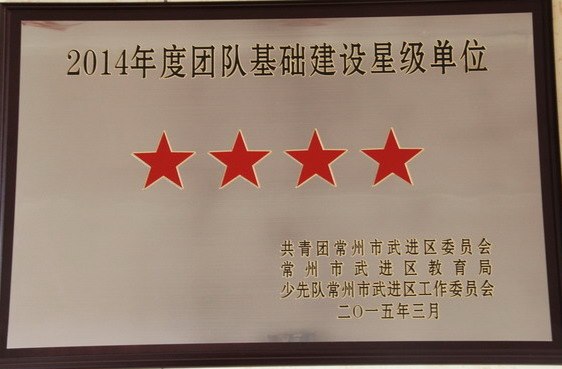 2014年度团队基础建设星级单位
共青团常州市武进区委员会
常州市武进区教育局
少先队常州市武进区工作委员会
二〇一五年三月